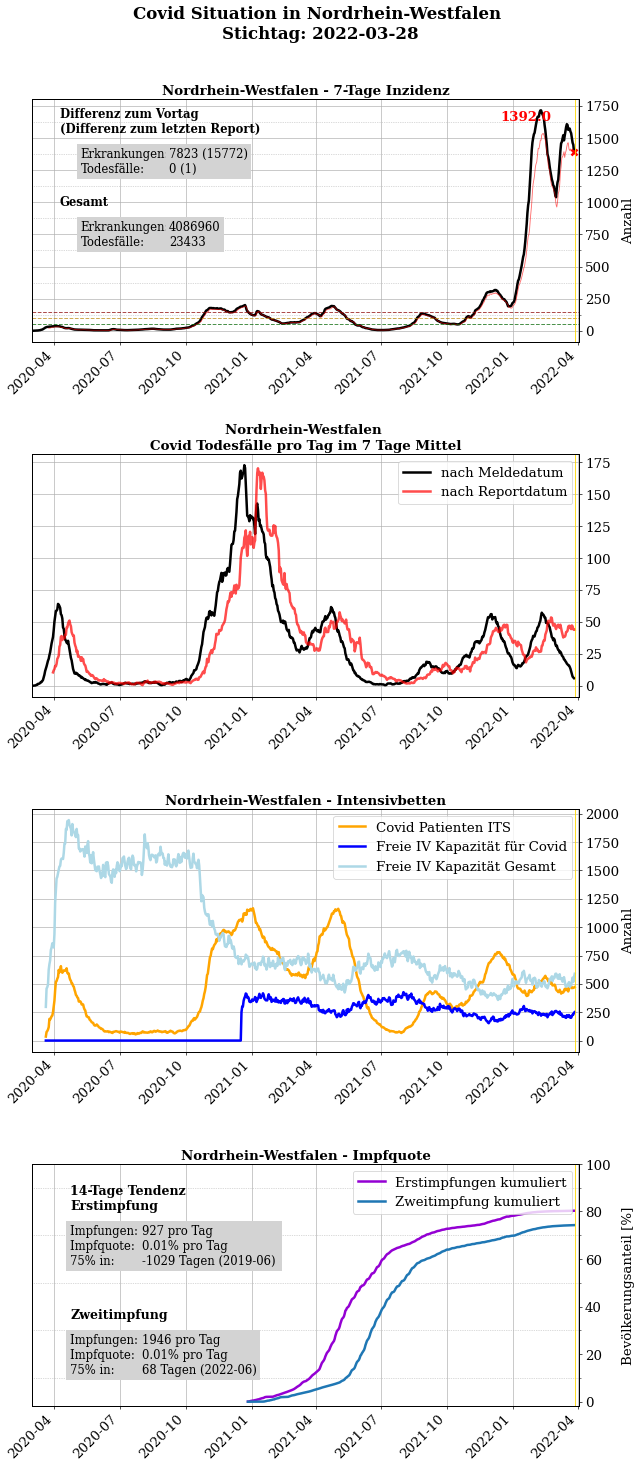 Covid Situation in Nordrhein-Westfalen
Stichtag: 2022-03-28
Nordrhein-Westfalen - 7-Tage Inzidenz
Differenz zum Vortag
(Differenz zum letzten Report)
Erkrankungen 7823 (15772)
Todesfälle: 0 (1)
Gesamt
Erkrankungen 4086960
Todesfälle: 23433
1392.0
1750
1500
1250
1000
750
500
250
0
Anzahl
2020-04 2020-07 2020-10 2021-01 2021-04 2021-07 2021-10 2022-01 2022-04
Nordrhein-Westfalen
Covid Todesfälle pro Tag im 7 Tage Mittel
nach Meldedatum
nach Reportdatum
175
150
125
100
75
50
25
0
2020-04 2020-07 2020-10 2021-01 2021-04 2021-07 2021-10 2022-01 2022-04
Nordrhein-Westfalen - Intensivbetten
Covid Patienten ITS
Freie IV Kapazität für Covid
Freie IV Kapazität Gesamt
2000
1750
1500
1250
1000
750
500
250
0
Anzahl
2020-04 2020-07 2020-10 2021-01 2021-04 2021-07 2021-10 2022-01 2022-04
Nordrhein-Westfalen - Impfquote
14-Tage Tendenz
Erstimpfung
Impfungen: 927 pro Tag
Impfquote: 0.01% pro Tag
75% in: -1029 Tagen (2019-06)
Zweitimpfung
Impfungen: 1946 pro Tag
Impfquote: 0.01% pro Tag
75% in: 68 Tagen (2022-06)
Erstimpfungen kumuliert
Zweitimpfung kumuliert
100
80
60
40
20
0
Bevölkerungsanteil [%]
2020-04 2020-07 2020-10 2021-01 2021-04 2021-07 2021-10 2022-01 2022-04